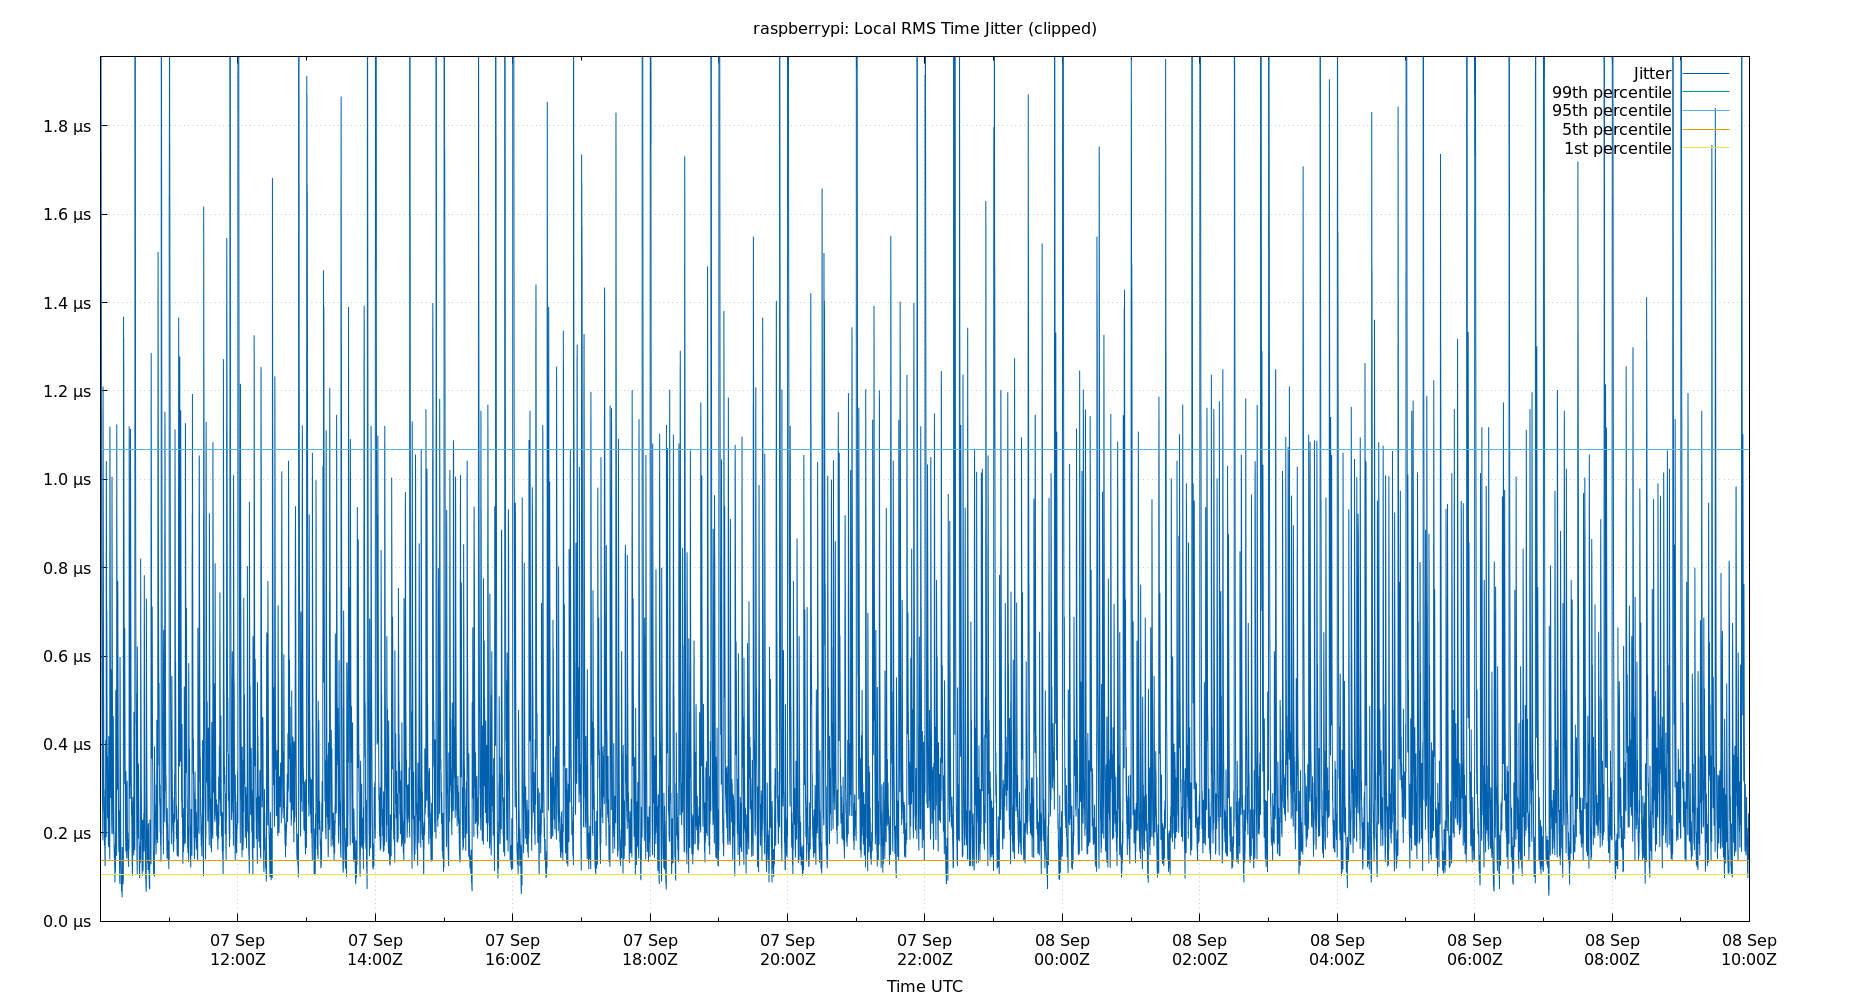 raspberrypi: Local RMS Time Jitter (clipped)
Jitter
99th percentile
95th percentile
5th percentile
1st percentile
1.8 μs
1.6 μs
1.4 μs
1.2 μs
1.0 μs
0.8 μs
0.6 μs
0.4 μs
0.2 μs
0.0 μs
07 Sep 07 Sep 07 Sep 07 Sep 07 Sep 07 Sep 08 Sep 08 Sep 08 Sep 08 Sep 08 Sep 08 Sep
12:00Z 14:00Z 16:00Z 18:00Z 20:00Z 22:00Z 00:00Z 02:00Z 04:00Z 06:00Z 08:00Z 10:00Z
Time UTC